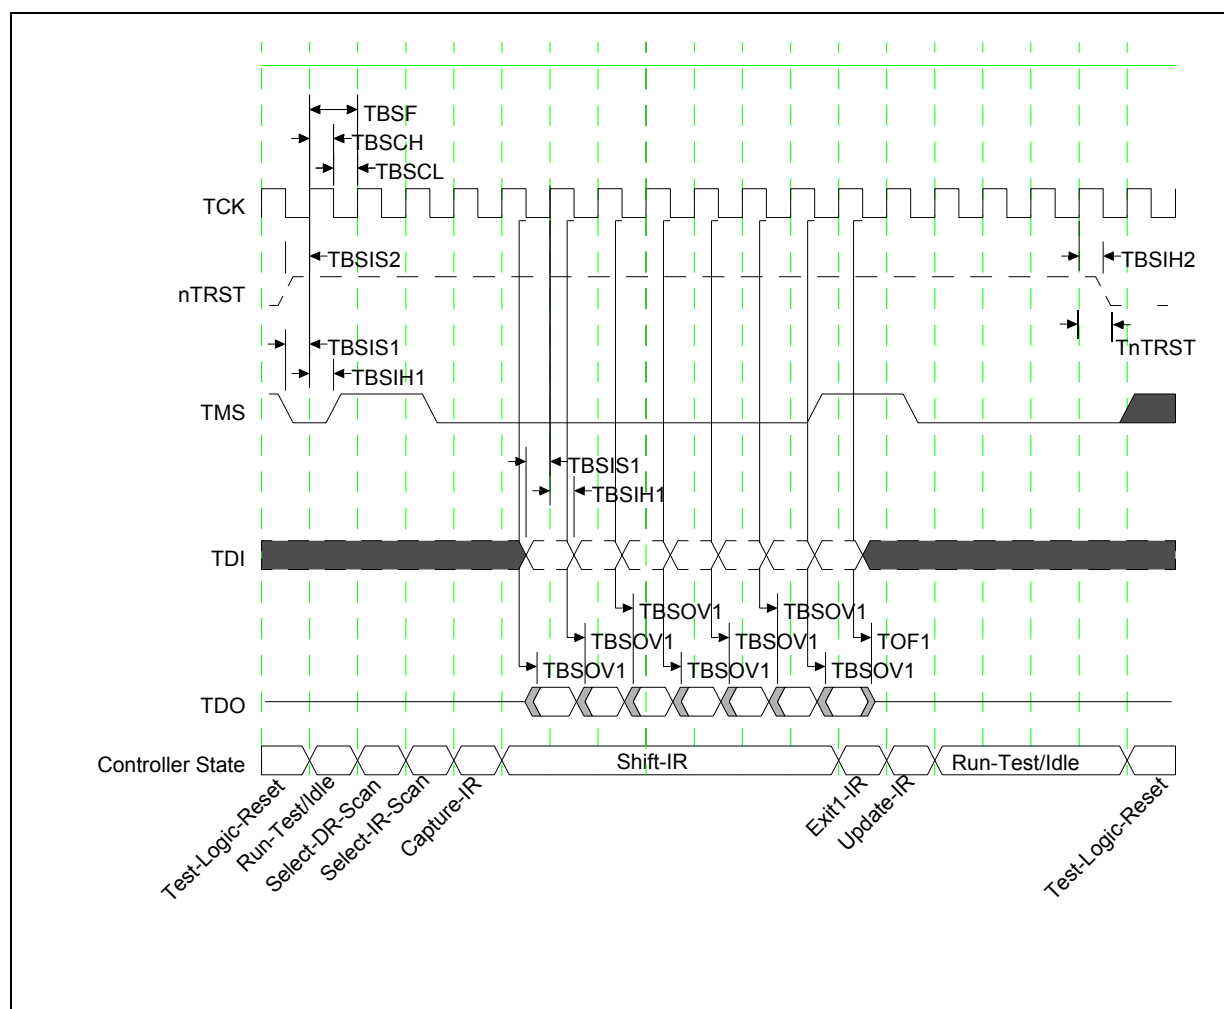 TBSF
TBSCH
TBSCL
TCK
TBSIS2
TBSIH2
nTRST
TBSIS1
TnTRST
TBSIH1
TMS
TBSIS1
TBSIH1
TDI
TBSOV1
TBSOV1
TBSOV1
TBSOV1
TOF1
TBSOV1
TBSOV1
TBSOV1
TDO
Controller State
Shift-IR
Run-Test/Idle
Test-Logic-Reset
Run-Test/Idle
Select-DR-Scan
Select-IR-Scan
Capture-IR
Exit1-IR
Update-IR
Test-Logic-Reset